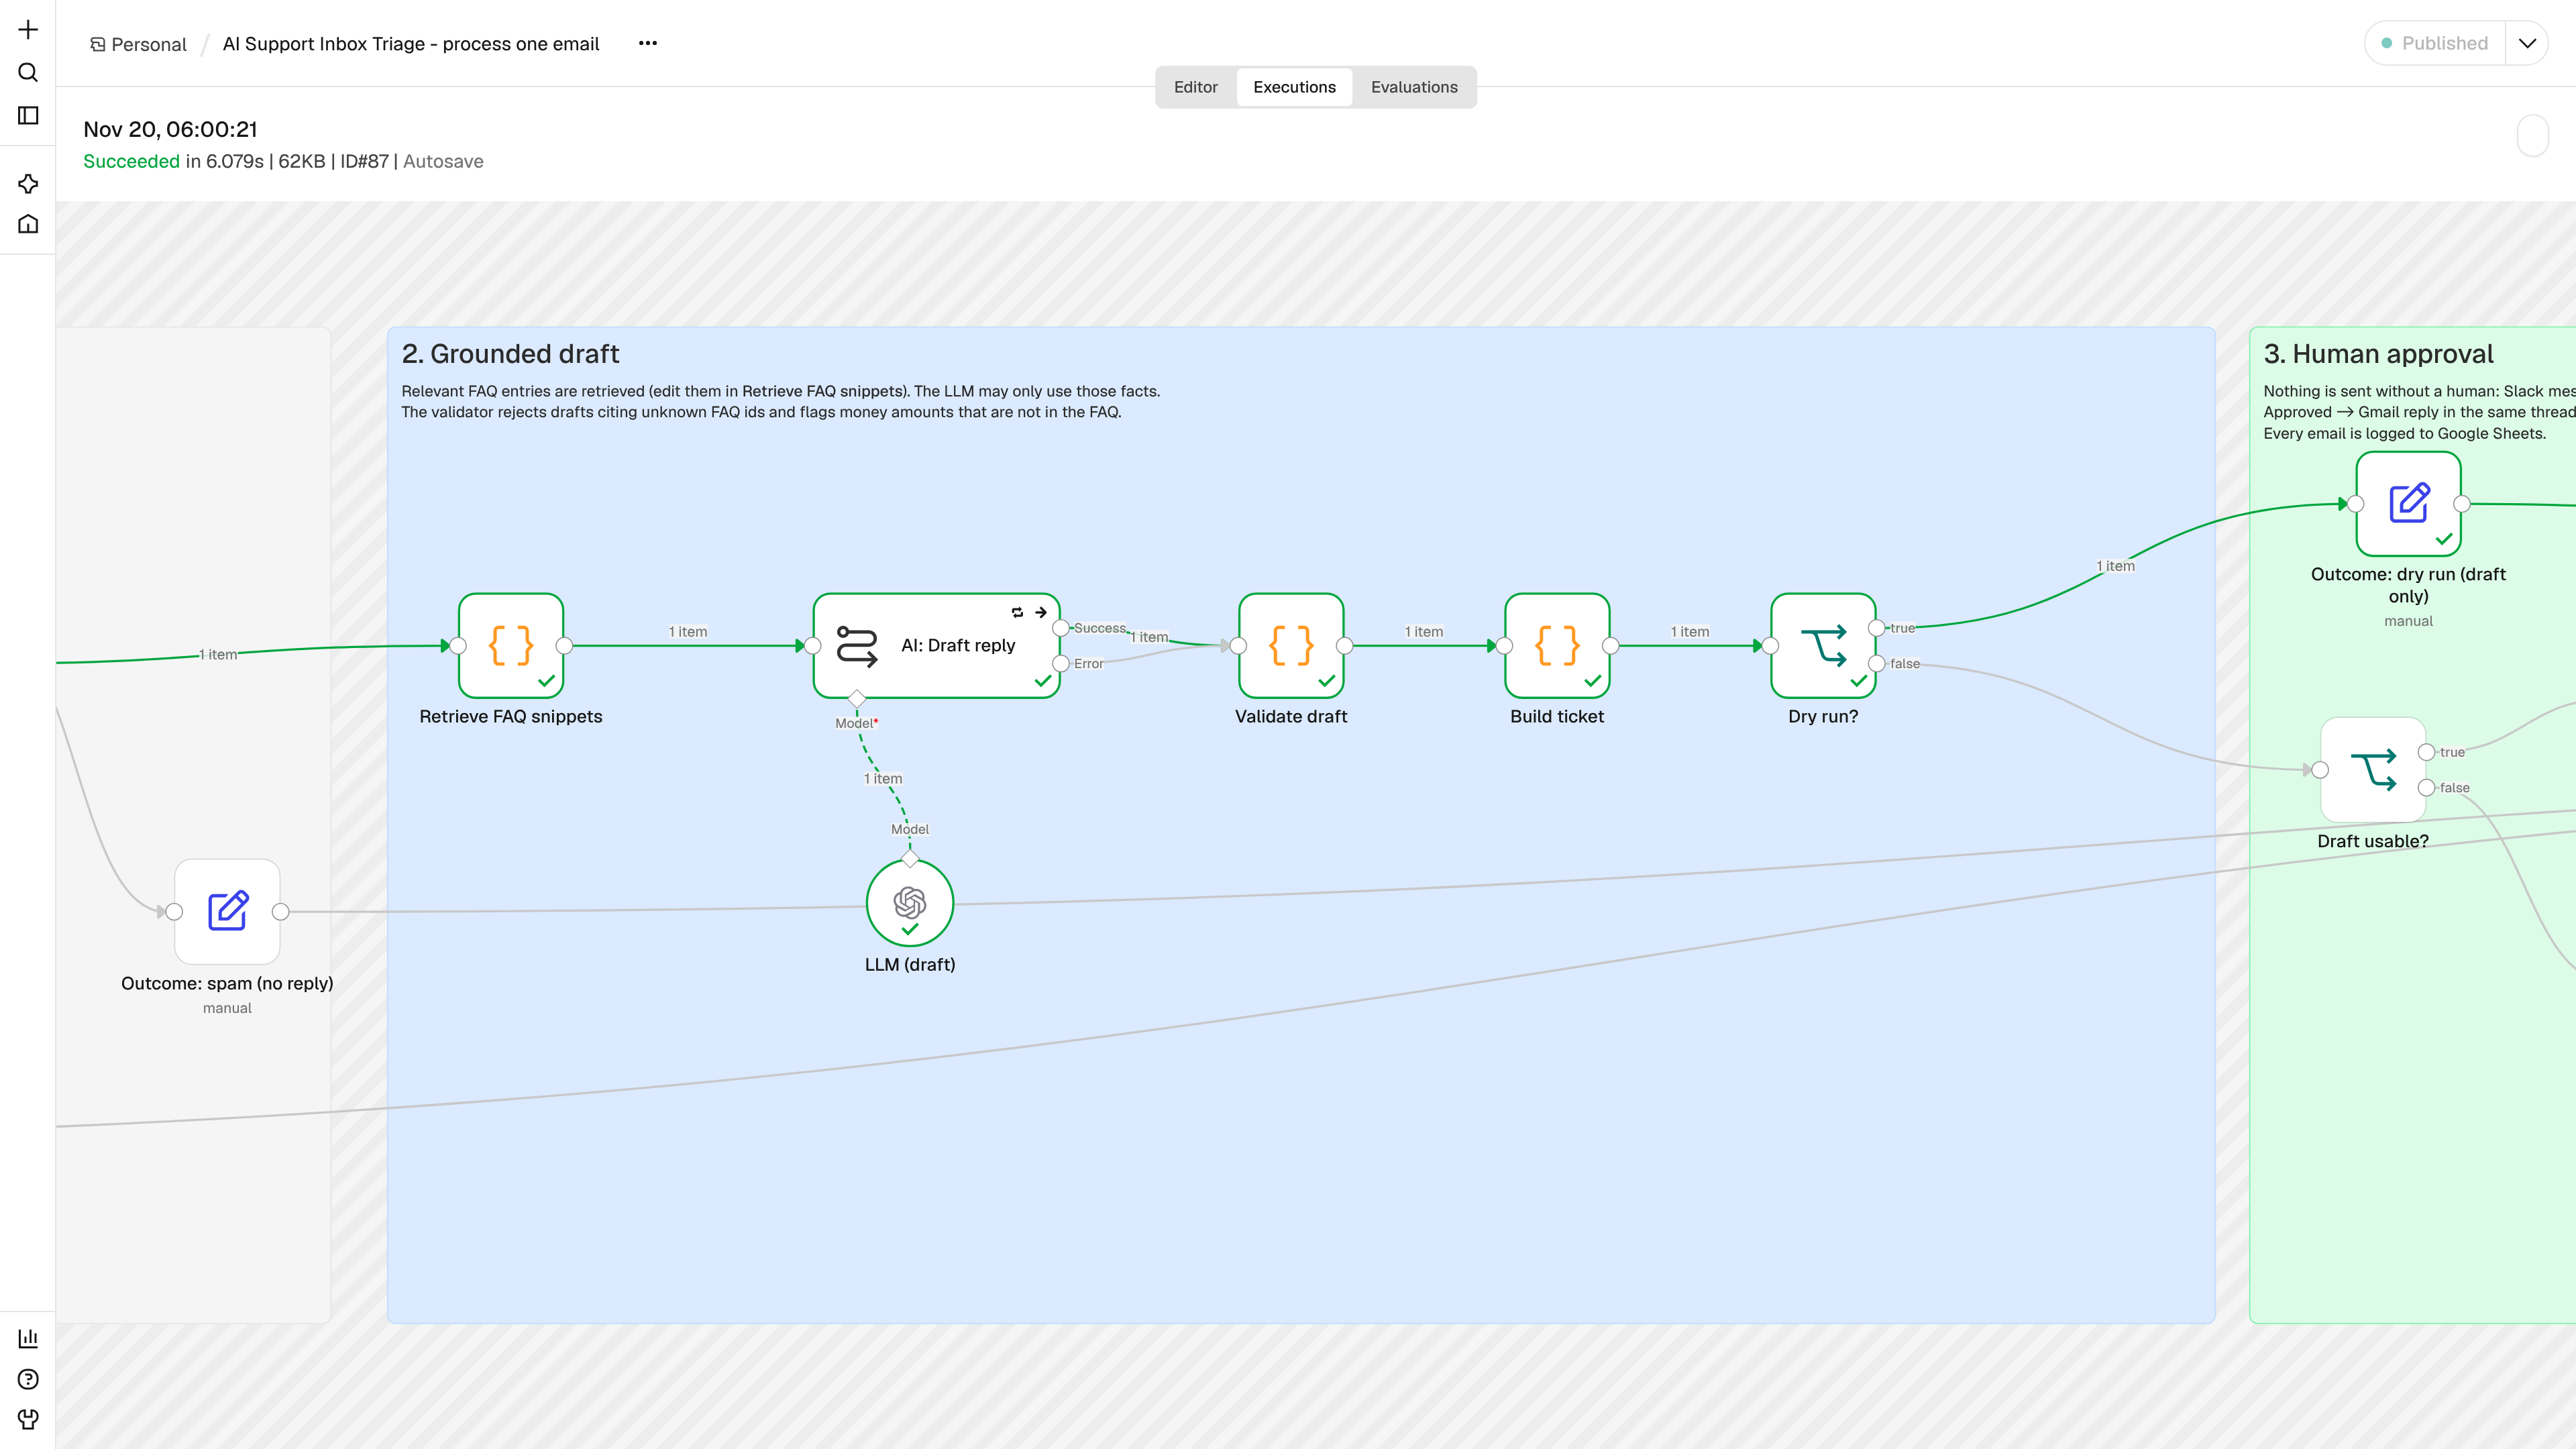 Personal / AI Support Inbox Triage - process one email
Published
Editor
Executions
Evaluations
Nov 20, 06:00:21
Succeeded in 6.079s | 62KB | ID#87 | Autosave
2. Grounded draft
Relevant FAQ entries are retrieved (edit them in Retrieve FAQ snippets). The LLM may only use those facts.
The validator rejects drafts citing unknown FAQ ids and flags money amounts that are not in the FAQ.
3. Human approval
Nothing is sent without a human: Slack mes
Approved → Gmail reply in the same thread
Every email is logged to Google Sheets.
1 item
Retrieve FAQ snippets
1 item
AI: Draft reply
Success
Error
1 item
Model*
1 item
Model
LLM (draft)
Validate draft
1 item
Build ticket
1 item
Dry run?
true
false
1 item
Outcome: dry run (draft
only)
manual
true
false
Draft usable?
Outcome: spam (no reply)
manual